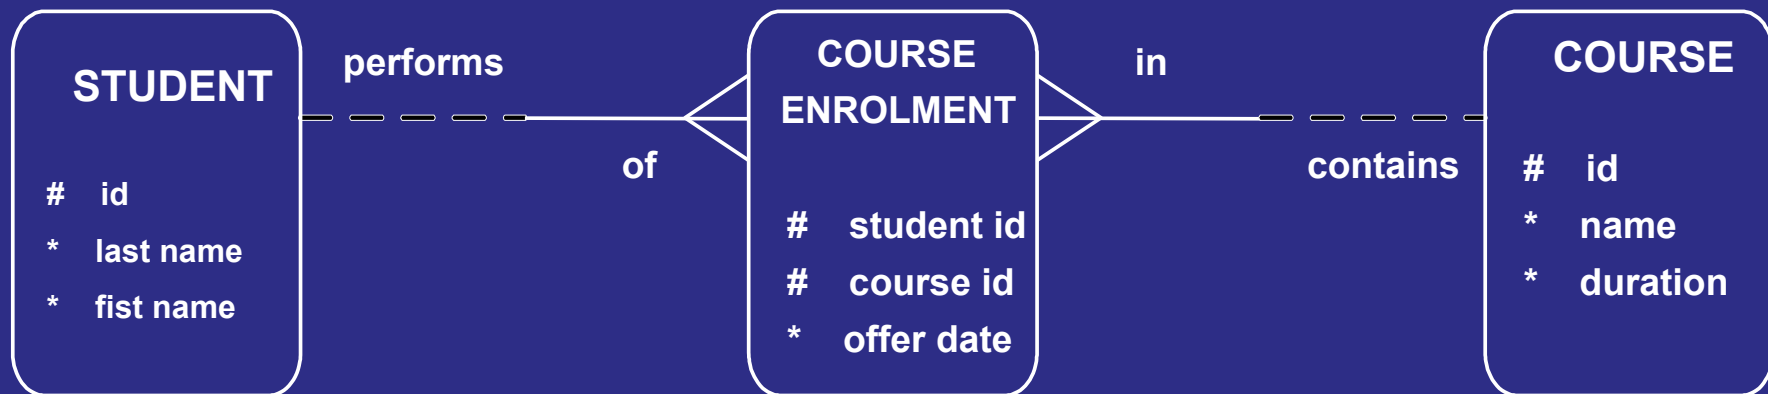 STUDENT
# id
* last name
* fist name
performs
of
COURSE
ENROLMENT
# student id
# course id
* offer date
in
contains
COURSE
# id
* name
* duration